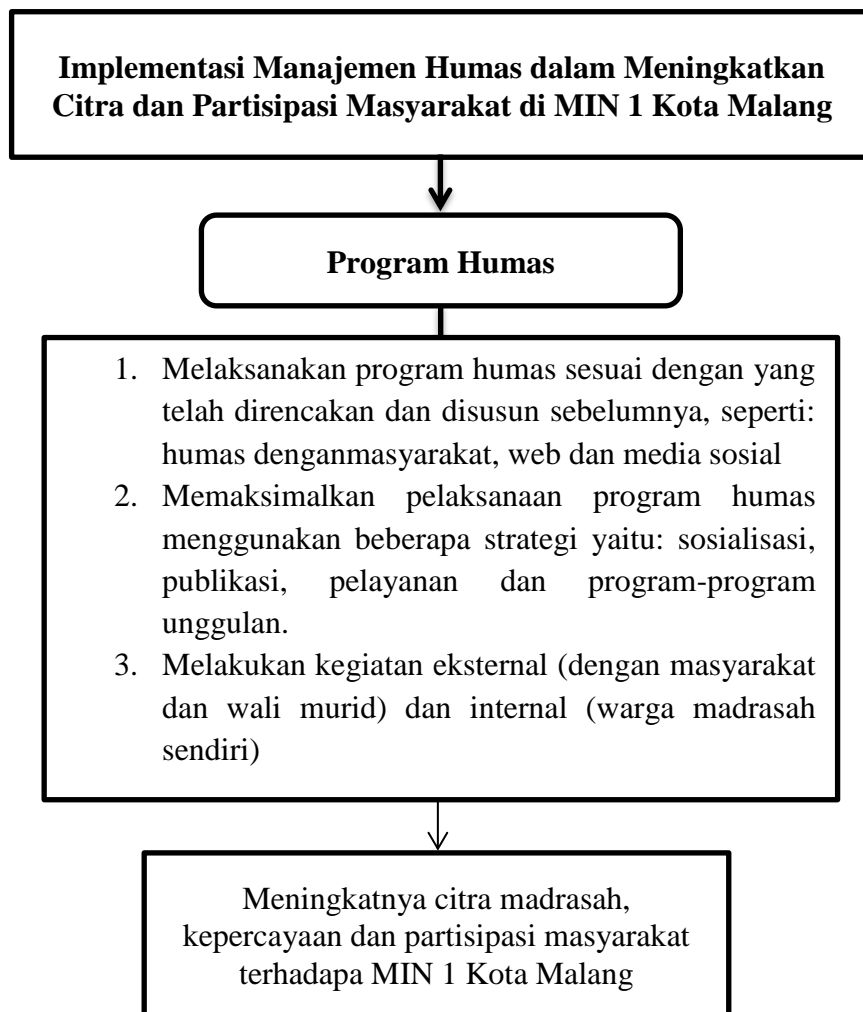 Implementasi Manajemen Humas dalam Meningkatkan
Citra dan Partisipasi Masyarakat di MIN 1 Kota Malang
Program Humas
1. Melaksanakan program humas sesuai dengan yang
telah direncakan dan disusun sebelumnya, seperti:
humas denganmasyarakat, web dan media sosial
2. Memaksimalkan pelaksanaan program humas
menggunakan beberapa strategi yaitu: sosialisasi,
publikasi, pelayanan dan program-program
unggulan.
3. Melakukan kegiatan eksternal (dengan masyarakat
dan wali murid) dan internal (warga madrasah
sendiri)
Meningkatnya citra madrasah,
kepercayaan dan partisipasi masyarakat
terhadapa MIN 1 Kota Malang